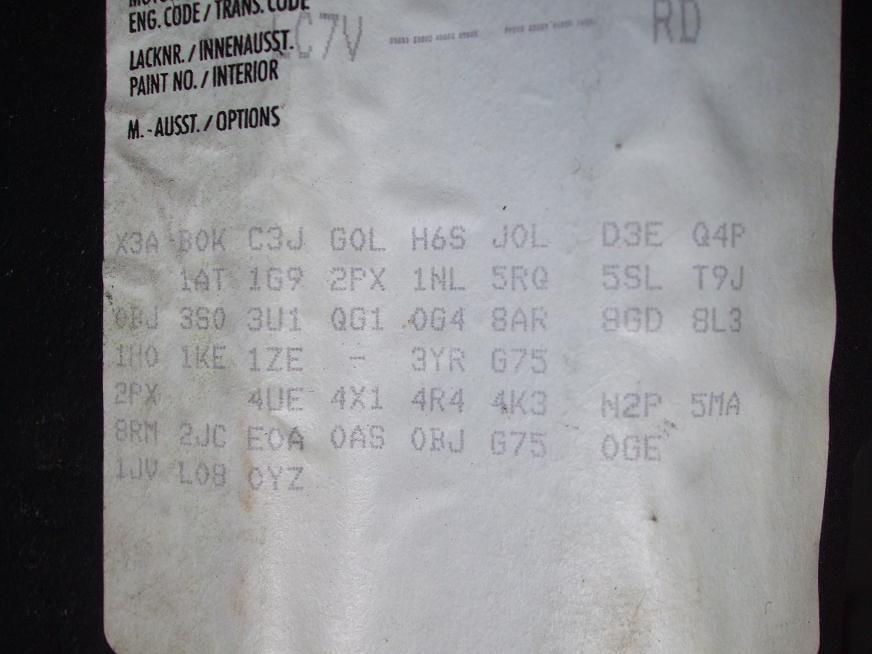 ENG. CODE / TRANS. CODE
LACKNR. / INNENAUSST. LC7V RD
PAINT NO. / INTERIOR
M. - AUSST. / OPTIONS
X3A B0K C3J G0L H6S J0L D3E Q4P
1AT 1G9 2PX 1NL 5RQ 5SL T9J
0BJ 3S0 3U1 QG1 0G4 8AR 8GD 8L3
1H0 1KE 1ZE - 3YR G75
2PX 4UE 4X1 4R4 4K3 N2P 5MA
8RM 2JC E0A 0AS 0BJ G75 0GE
1JV L08 0YZ